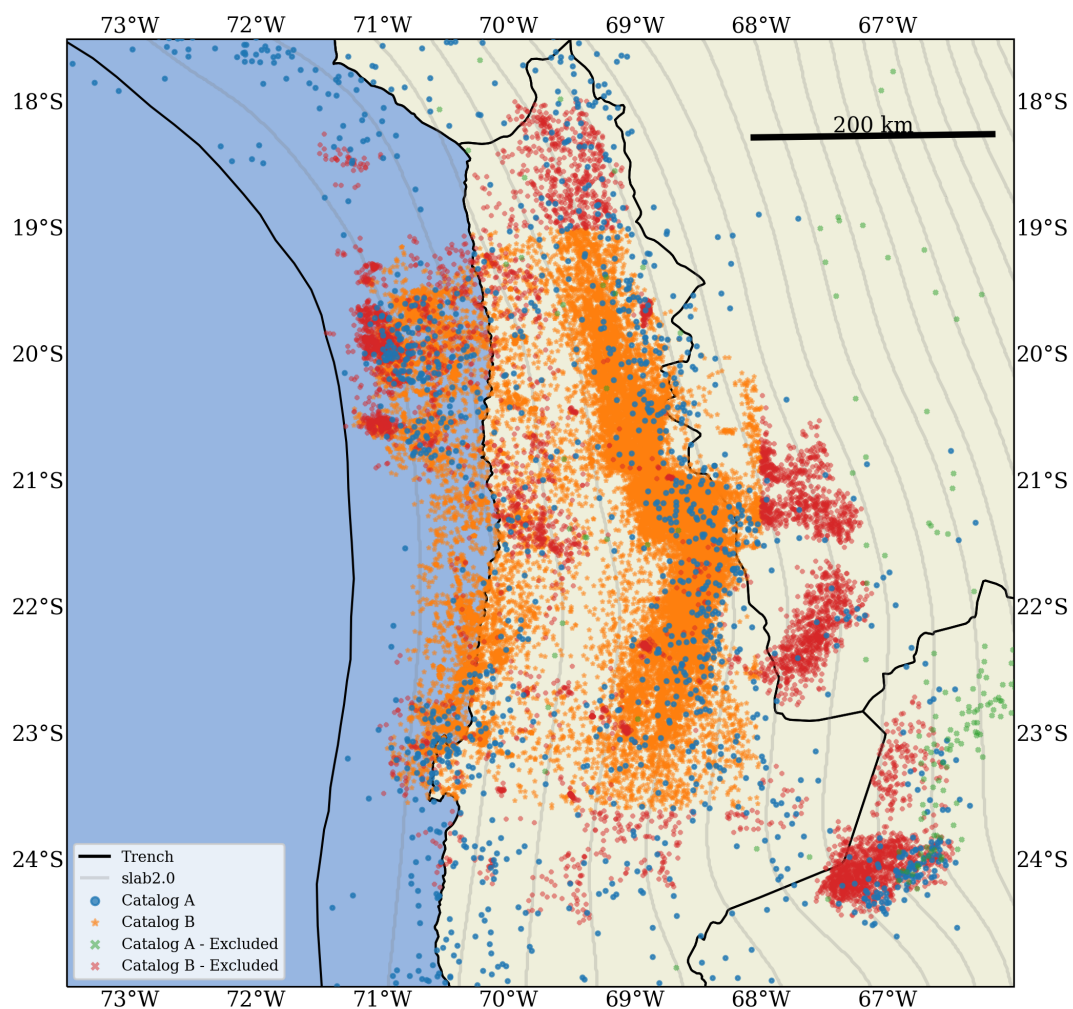 73°W 72°W 71°W 70°W 69°W 68°W 67°W
18°S 18°S
200 km
19°S 19°S
20°S 20°S
21°S 21°S
22°S 22°S
23°S 23°S
24°S 24°S
Trench
slab2.0
Catalog A
Catalog B
Catalog A - Excluded
Catalog B - Excluded
73°W 72°W 71°W 70°W 69°W 68°W 67°W